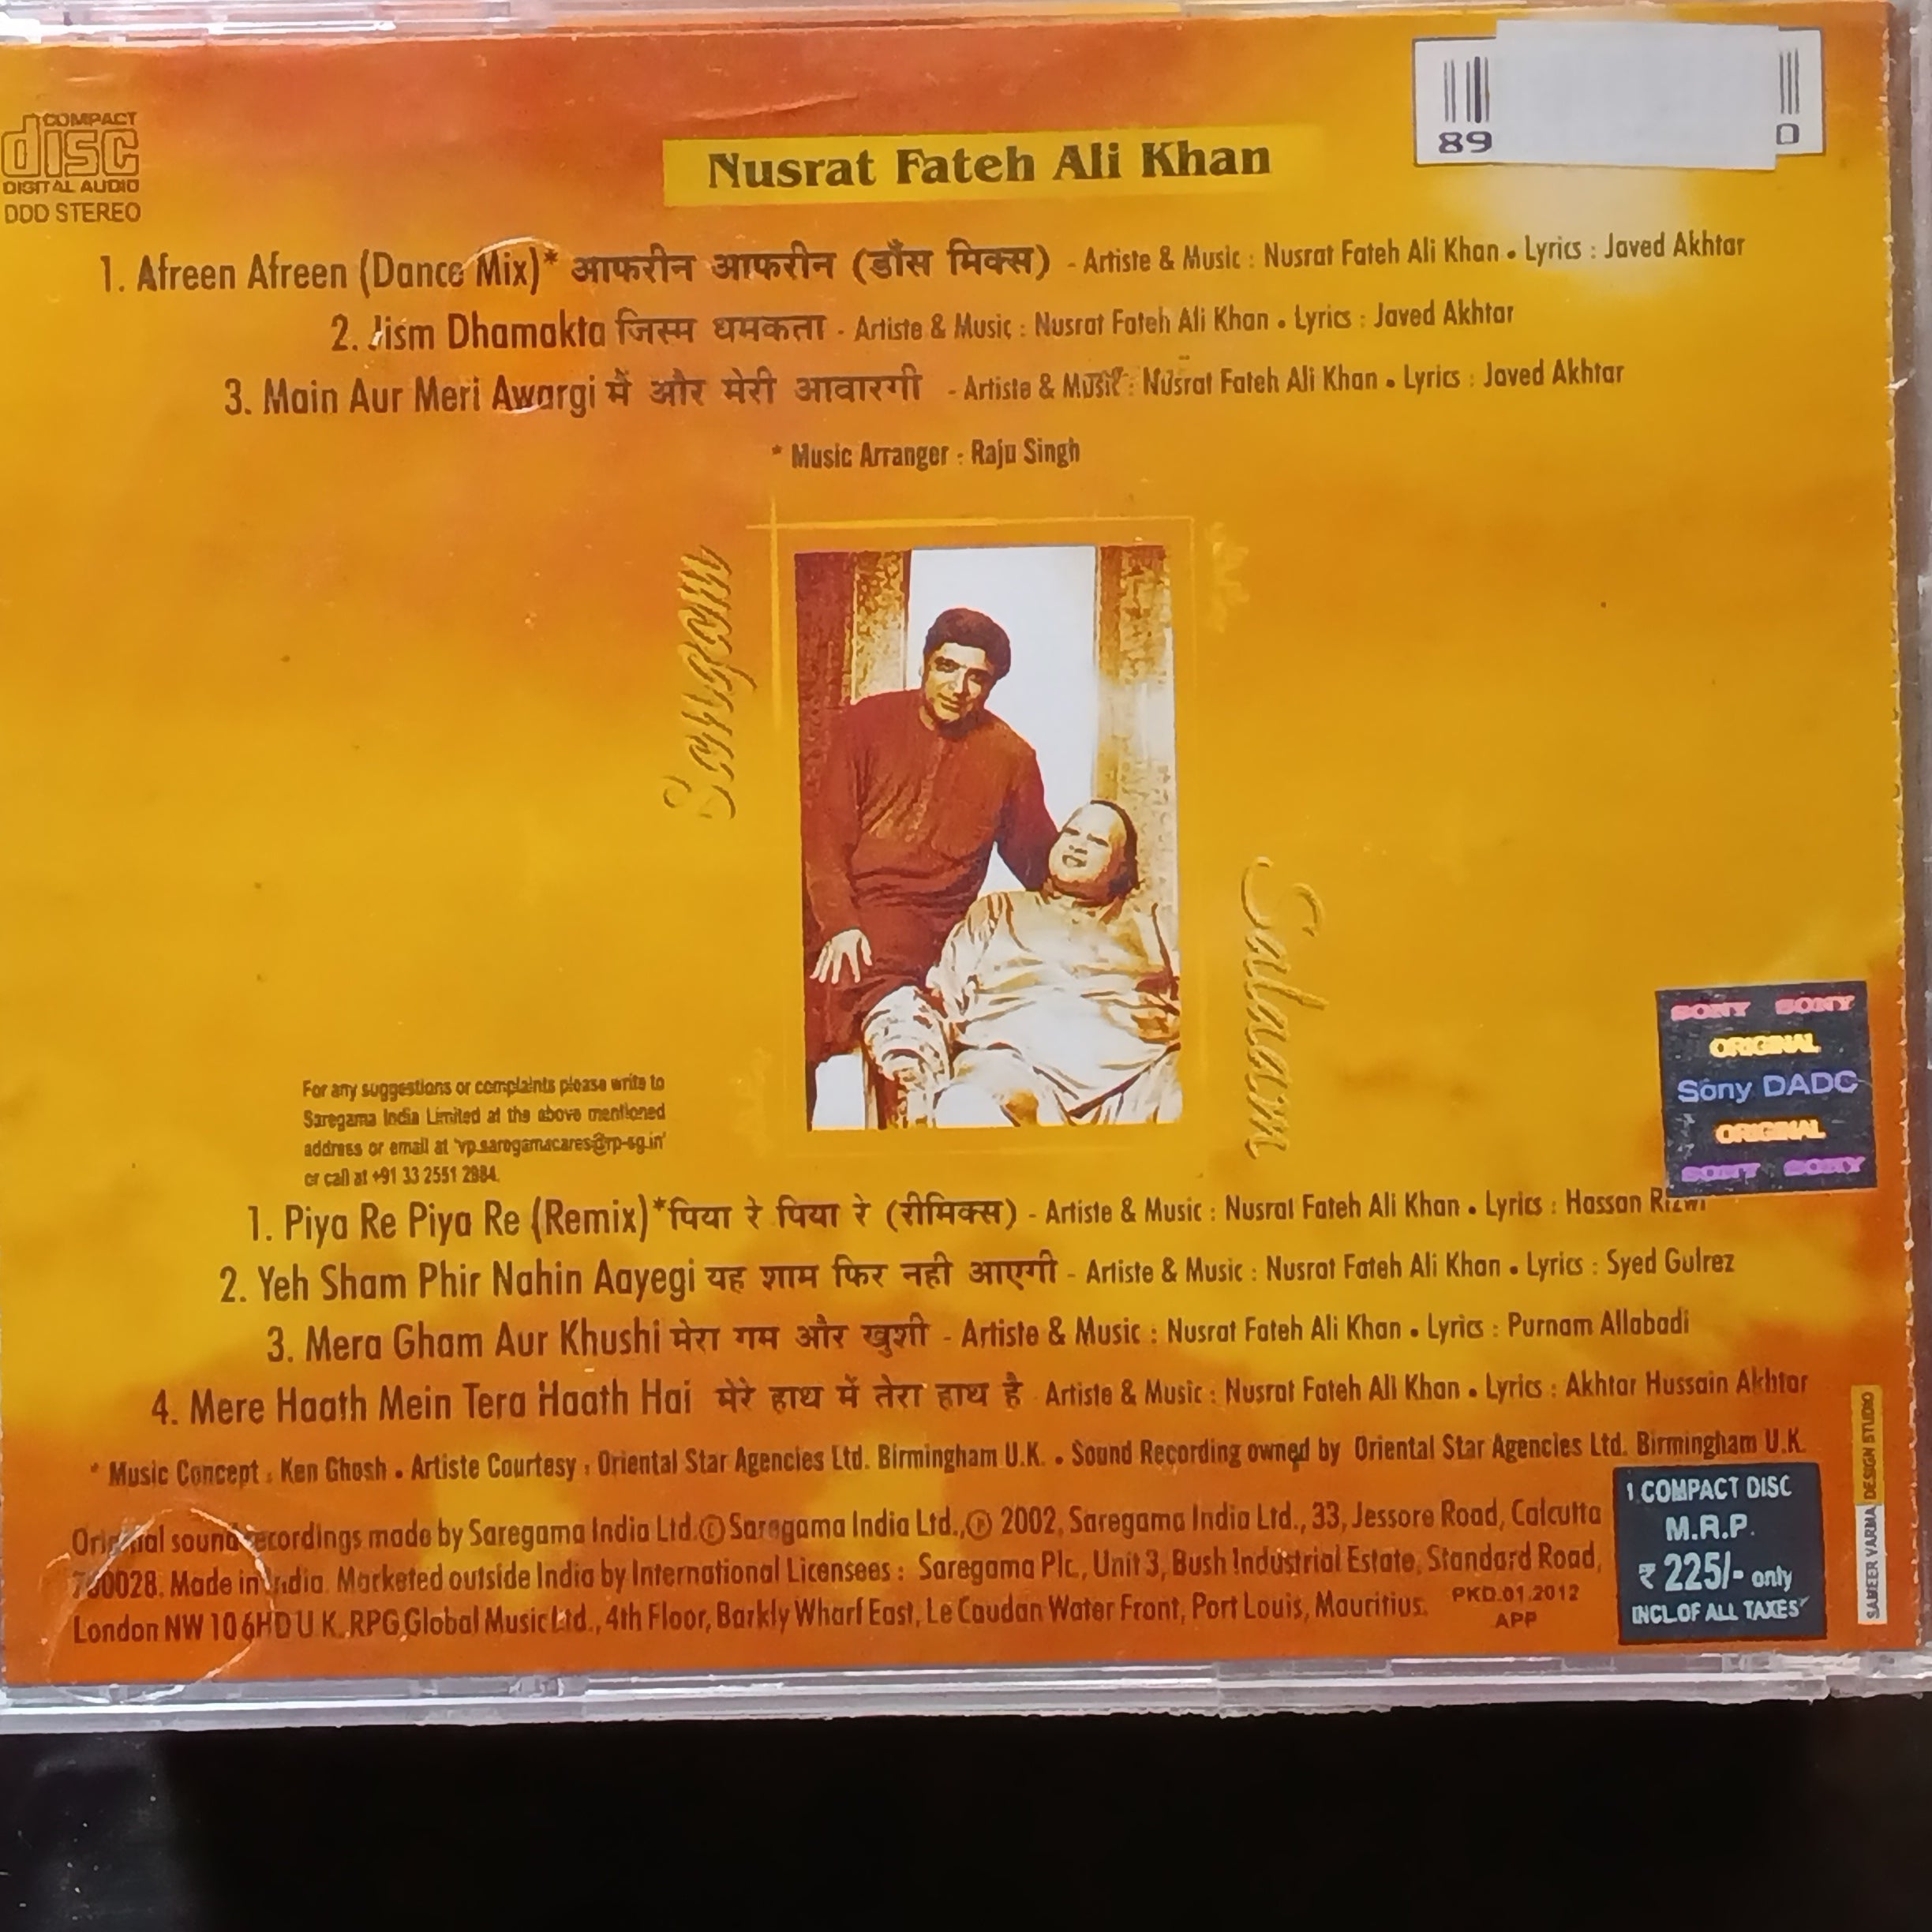 COMPACT
disc
DIGITAL AUDIO
DDD STEREO
89 0
Nusrat Fateh Ali Khan
1. Afreen Afreen (Dance Mix)* आफरीन आफरीन (डाँस मिक्स) - Artiste & Music : Nusrat Fateh Ali Khan • Lyrics : Javed Akhtar
2. Jism Dhamakta जिस्म धमकता - Artiste & Music : Nusrat Fateh Ali Khan • Lyrics : Javed Akhtar
3. Main Aur Meri Awargi में और मेरी आवारगी - Artiste & Music : Nusrat Fateh Ali Khan • Lyrics : Javed Akhtar
* Music Arranger : Raju Singh
Sangam
Salaam
SONY SONY
ORIGINAL
Sony DADC
ORIGINAL
SONY SONY
For any suggestions or complaints please write to
Saregama India Limited at the above mentioned
address or email at 'vp.saregamacares@rp-sg.in'
or call at +91 33 2551 2984.
1. Piya Re Piya Re (Remix)* पिया रे पिया रे (रीमिक्स) - Artiste & Music : Nusrat Fateh Ali Khan • Lyrics : Hassan Rizwi
2. Yeh Sham Phir Nahin Aayegi यह शाम फिर नही आएगी - Artiste & Music : Nusrat Fateh Ali Khan • Lyrics : Syed Gulrez
3. Mera Gham Aur Khushi मेरा गम और खुशी - Artiste & Music : Nusrat Fateh Ali Khan • Lyrics : Purnam Allabadi
4. Mere Haath Mein Tera Haath Hai मेरे हाथ में तेरा हाथ है - Artiste & Music : Nusrat Fateh Ali Khan • Lyrics : Akhtar Hussain Akhtar
* Music Concept : Ken Ghosh • Artiste Courtesy : Oriental Star Agencies Ltd. Birmingham U.K. • Sound Recording owned by Oriental Star Agencies Ltd. Birmingham U.K.
Original sound recordings made by Saregama India Ltd.Ⓒ Saregama India Ltd.,Ⓟ 2002, Saregama India Ltd., 33, Jessore Road, Calcutta
700028. Made in India. Marketed outside India by International Licensees : Saregama Plc., Unit 3, Bush Industrial Estate, Standard Road,
London NW 10 6HD U K. RPG Global Music Ltd., 4th Floor, Barkly Wharf East, Le Caudan Water Front, Port Louis, Mauritius.
PKD.01.2012
APP
1 COMPACT DISC
M.R.P.
₹ 225/- only
INCL.OF ALL TAXES
SAMEER VARMA DESIGN STUDIO